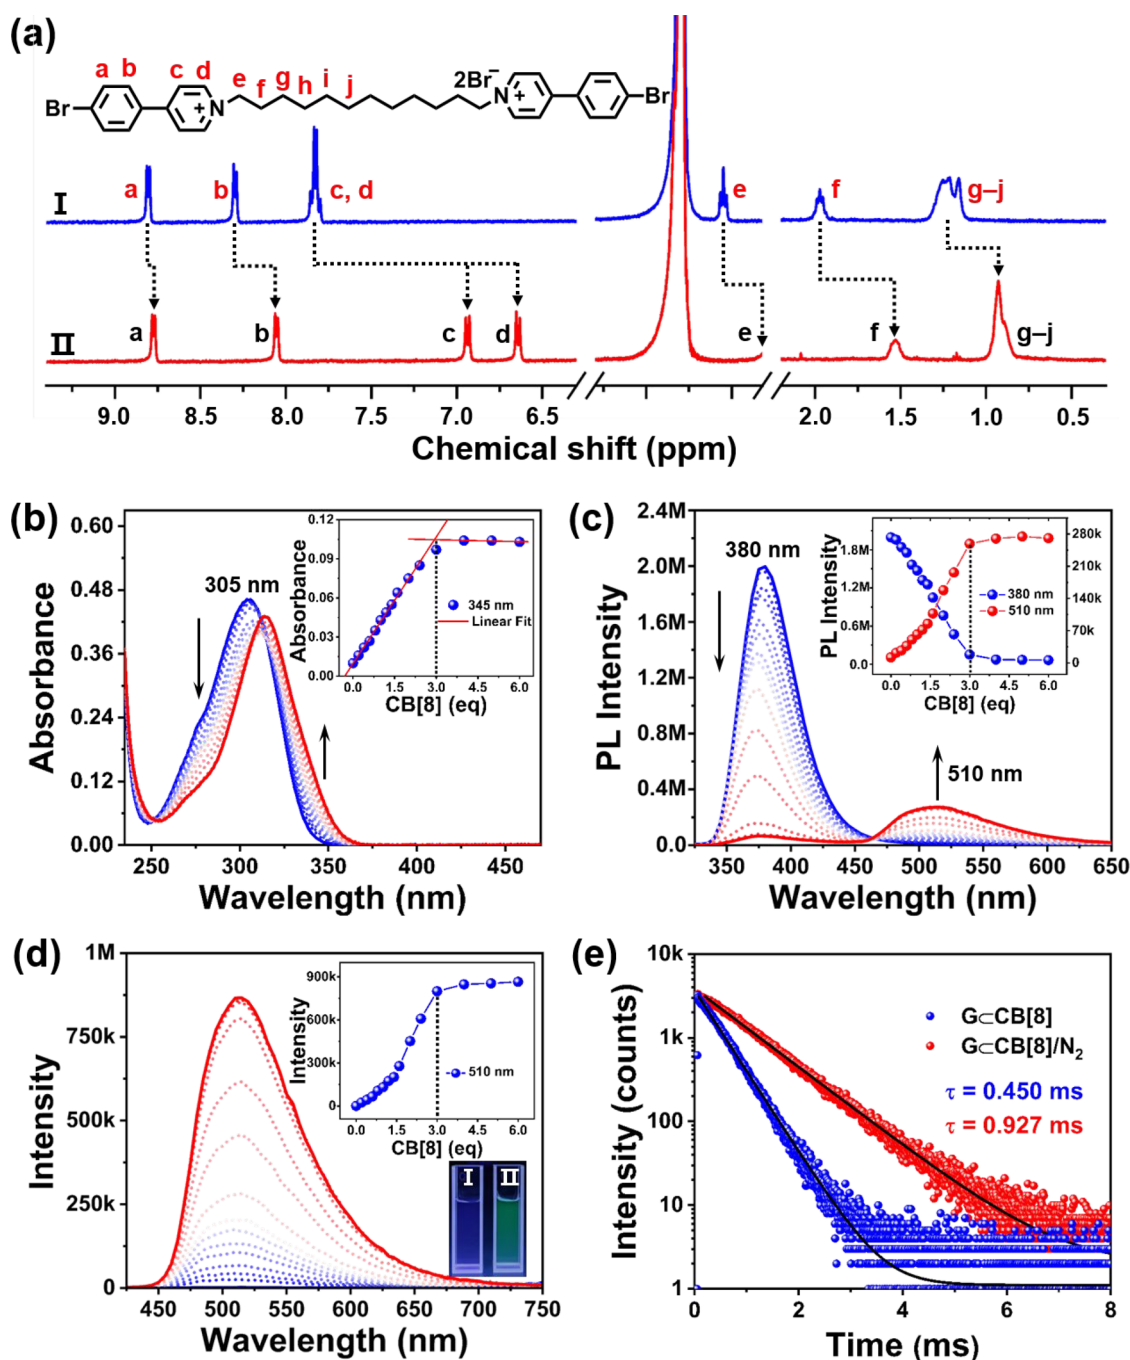 (a)
a b c d e f g h i j 2Br⁻
Br N + N + Br
I a b c, d e f g–j
II a b c d e f g–j
9.0 8.5 8.0 7.5 7.0 6.5 2.0 1.5 1.0 0.5
Chemical shift (ppm)
(b)
305 nm
Absorbance
0.60
0.48
0.36
0.24
0.12
0.00
250 300 350 400 450
Wavelength (nm)
Absorbance
0.12
0.09
0.06
0.03
0.00
345 nm
Linear Fit
0.0 1.5 3.0 4.5 6.0
CB[8] (eq)
(c)
380 nm
510 nm
PL Intensity
2.4M
2.0M
1.6M
1.2M
800k
400k
0.0
350 400 450 500 550 600 650
Wavelength (nm)
PL Intensity
1.8M
1.2M
0.6M
0.0
280k
210k
140k
70k
0
380 nm
510 nm
0.0 1.5 3.0 4.5 6.0
CB[8] (eq)
(d)
Intensity
1M
750k
500k
250k
0
450 500 550 600 650 700 750
Wavelength (nm)
Intensity
900k
600k
300k
0
510 nm
0.0 1.5 3.0 4.5 6.0
CB[8] (eq)
I II
(e)
Intensity (counts)
10k
1k
100
10
1
G⊂CB[8]
G⊂CB[8]/N₂
τ = 0.450 ms
τ = 0.927 ms
0 2 4 6 8
Time (ms)